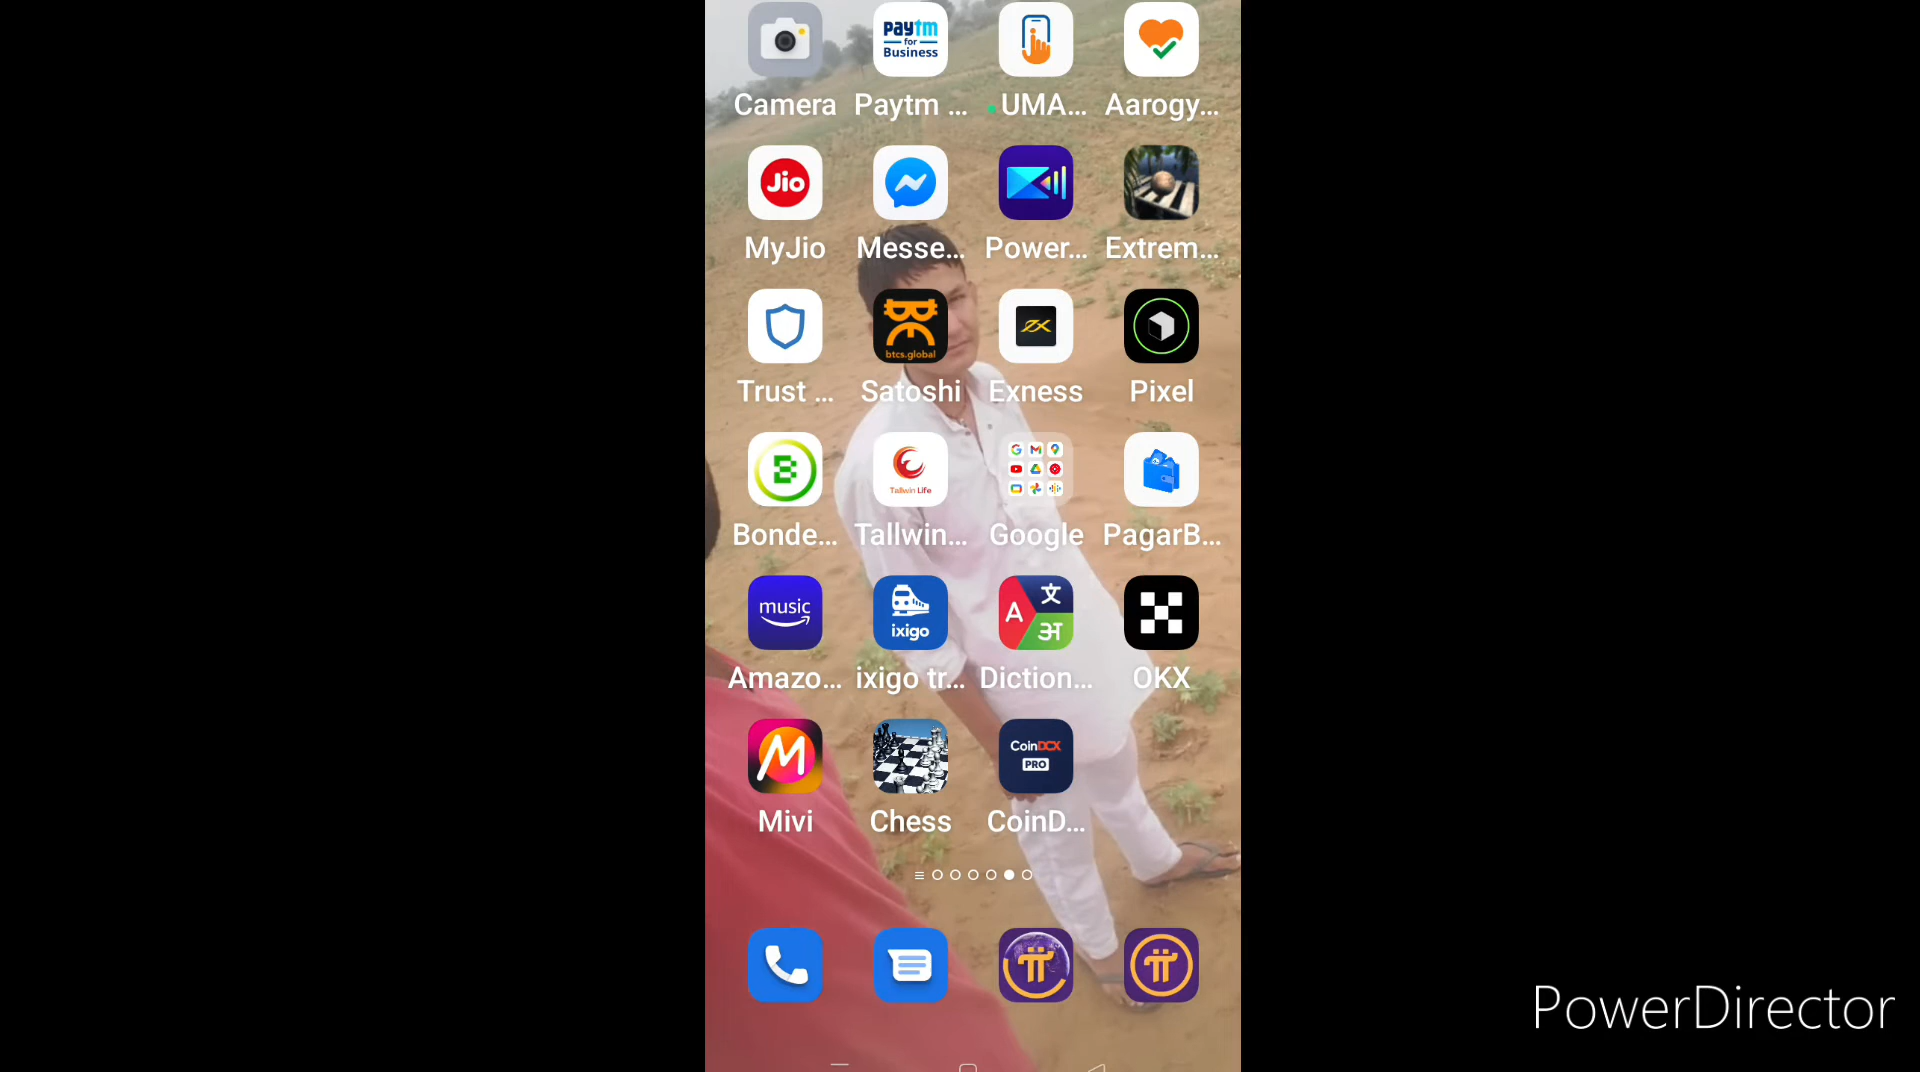 paytm
for
Business
Camera Paytm ... UMA... Aarogy...
Jio
MyJio Messe... Power... Extrem...
btcs.global
Trust ... Satoshi Exness Pixel
B
Tallwin Life
Bonde... Tallwin... Google PagarB...
music ixigo A 文 अ
Amazo... ixigo tr... Diction... OKX
M CoinDCX
PRO
Mivi Chess CoinD...
PowerDirector